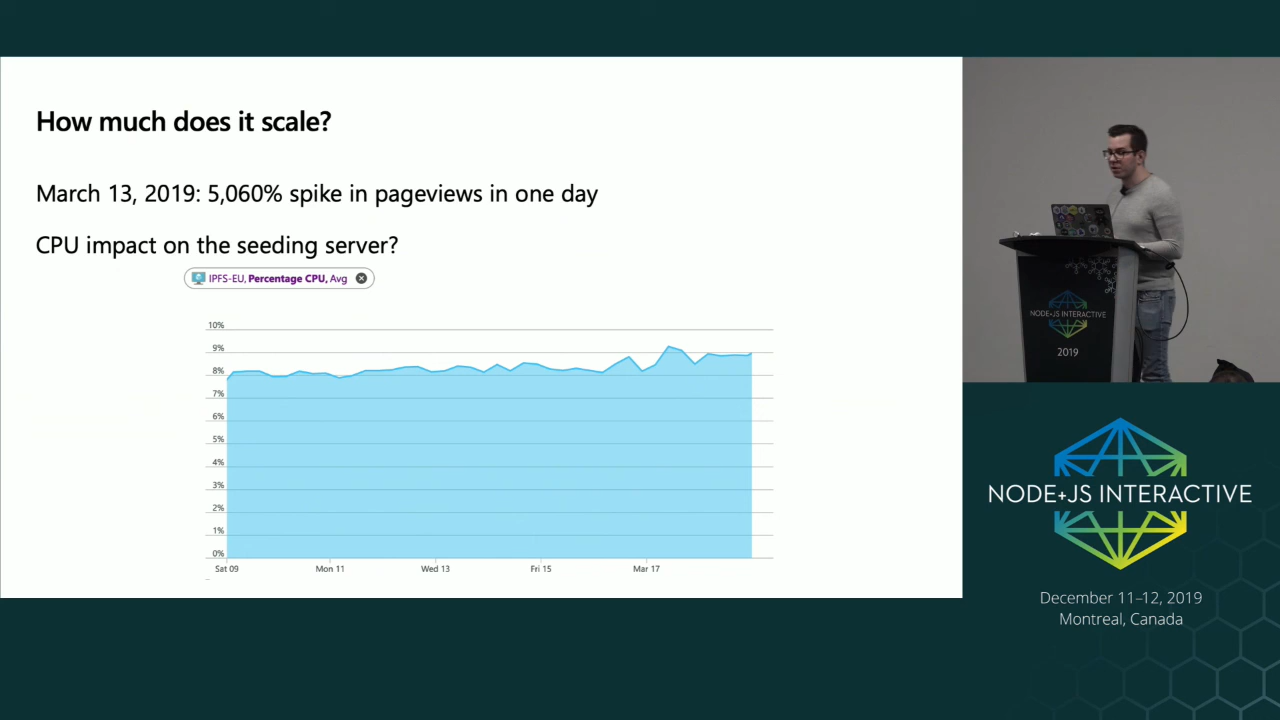 How much does it scale?
March 13, 2019: 5,060% spike in pageviews in one day
CPU impact on the seeding server?
IPFS-EU, Percentage CPU, Avg
10%
9%
8%
7%
6%
5%
4%
3%
2%
1%
0%
Sat 09 Mon 11 Wed 13 Fri 15 Mar 17
NODE+JS INTERACTIVE
2019
NODE+JS INTERACTIVE
December 11–12, 2019
Montreal, Canada